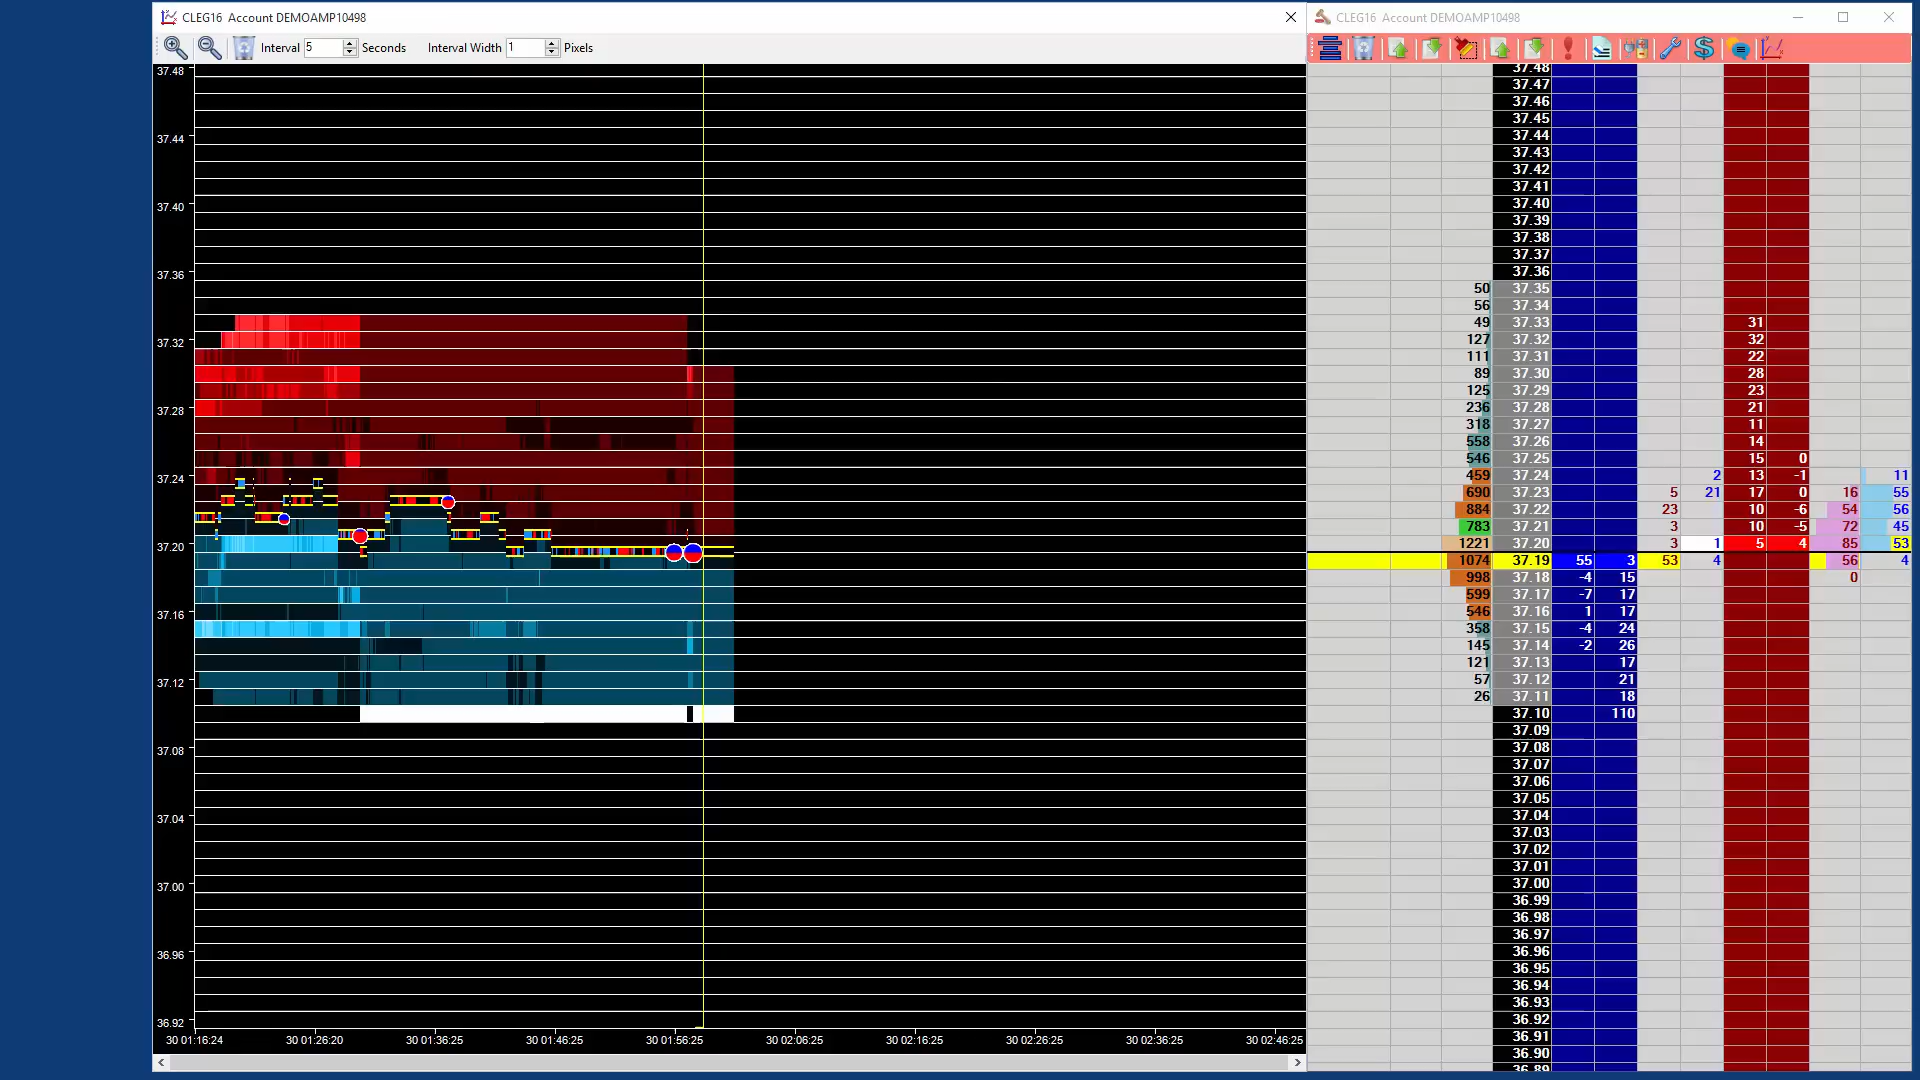 CLEG16 Account DEMOAMP10498
Interval 5 Seconds Interval Width 1 Pixels
37.48
37.44
37.40
37.36
37.32
37.28
37.24
37.20
37.16
37.12
37.08
37.04
37.00
36.96
36.92
30 01:16:24 30 01:26:20 30 01:36:25 30 01:46:25 30 01:56:25 30 02:06:25 30 02:16:25 30 02:26:25 30 02:36:25 30 02:46:25
CLEG16 Account DEMOAMP10498
37.48
37.47
37.46
37.45
37.44
37.43
37.42
37.41
37.40
37.39
37.38
37.37
37.36
50 37.35
56 37.34
49 37.33 31
127 37.32 32
111 37.31 22
89 37.30 28
125 37.29 23
236 37.28 21
318 37.27 11
558 37.26 14
546 37.25 15 0
459 37.24 2 13 -1 11
690 37.23 5 21 17 0 16 55
884 37.22 23 10 -6 54 56
783 37.21 3 10 -5 72 45
1221 37.20 3 1 5 4 85 53
1074 37.19 55 3 53 4 56 4
998 37.18 -4 15 0
599 37.17 -7 17
546 37.16 1 17
358 37.15 -4 24
145 37.14 -2 26
121 37.13 17
57 37.12 21
26 37.11 18
37.10 110
37.09
37.08
37.07
37.06
37.05
37.04
37.03
37.02
37.01
37.00
36.99
36.98
36.97
36.96
36.95
36.94
36.93
36.92
36.91
36.90
36.89